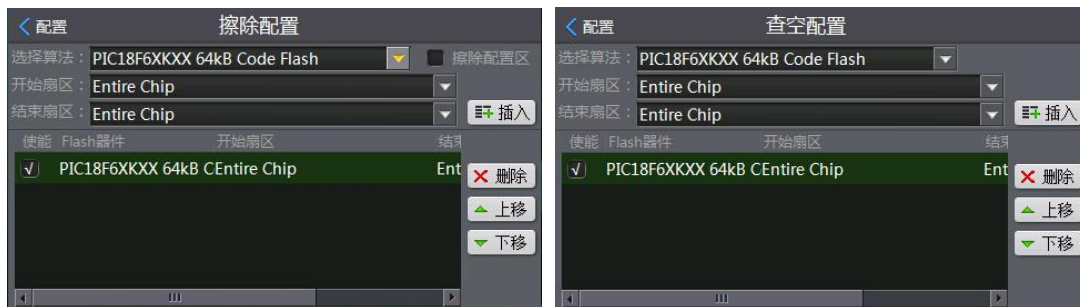 配置
擦除配置
选择算法：
PIC18F6XKXX 64kB Code Flash
擦除配置区
开始扇区：
Entire Chip
结束扇区：
Entire Chip
插入
使能 Flash器件 开始扇区 结束
PIC18F6XKXX 64kB CEntire Chip Ent
删除
上移
下移
配置
查空配置
选择算法：
PIC18F6XKXX 64kB Code Flash
开始扇区：
Entire Chip
结束扇区：
Entire Chip
插入
使能 Flash器件 开始扇区 结束
PIC18F6XKXX 64kB CEntire Chip Ent
删除
上移
下移